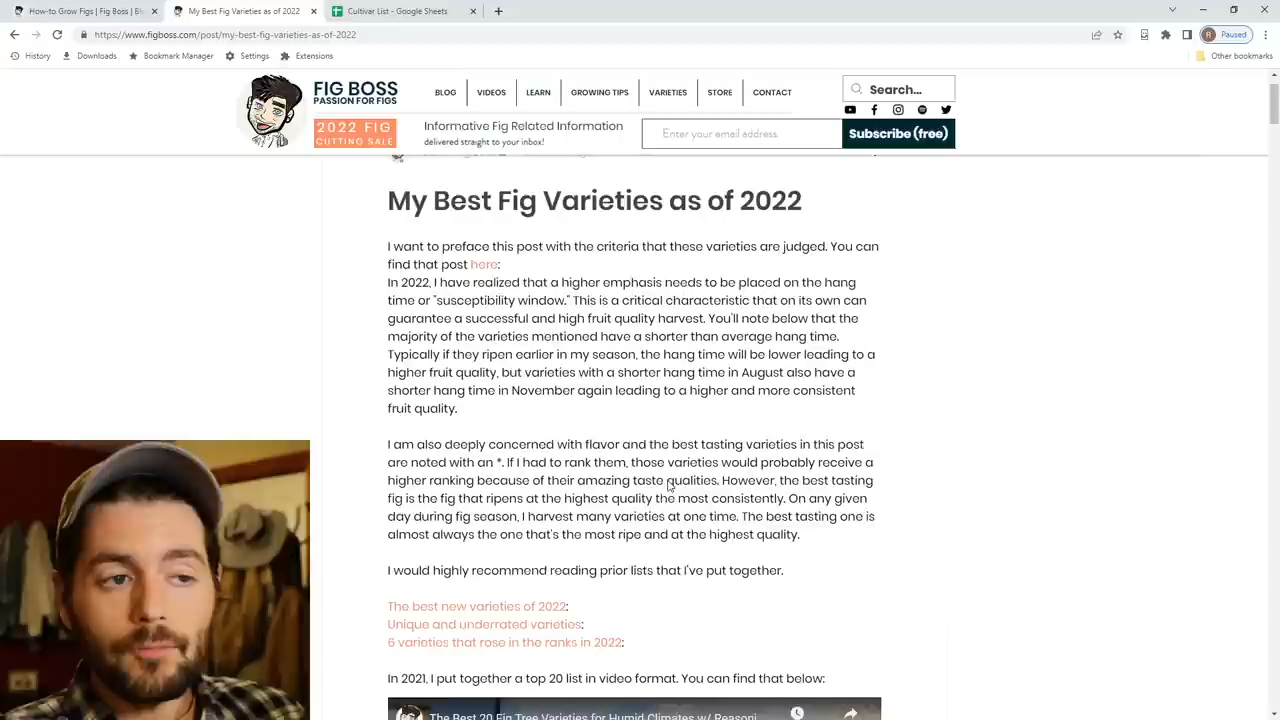 How-to Grow Figs | Fig Boss | Bl
My Best Fig Varieties as of 2022
Cultivar List - Google Sheets
https://www.figboss.com/post/my-best-fig-varieties-as-of-2022
Paused
History
Downloads
Bookmark Manager
Settings
Extensions
Other bookmarks
FIG BOSS
PASSION FOR FIGS
BLOG
VIDEOS
LEARN
GROWING TIPS
VARIETIES
STORE
CONTACT
Search...
2022 FIG
CUTTING SALE
Informative Fig Related Information
delivered straight to your inbox!
Enter your email address.
Subscribe (free)
My Best Fig Varieties as of 2022
I want to preface this post with the criteria that these varieties are judged. You can
find that post here:
In 2022, I have realized that a higher emphasis needs to be placed on the hang
time or "susceptibility window." This is a critical characteristic that on its own can
guarantee a successful and high fruit quality harvest. You'll note below that the
majority of the varieties mentioned have a shorter than average hang time.
Typically if they ripen earlier in my season, the hang time will be lower leading to a
higher fruit quality, but varieties with a shorter hang time in August also have a
shorter hang time in November again leading to a higher and more consistent
fruit quality.
I am also deeply concerned with flavor and the best tasting varieties in this post
are noted with an *. If I had to rank them, those varieties would probably receive a
higher ranking because of their amazing taste qualities. However, the best tasting
fig is the fig that ripens at the highest quality the most consistently. On any given
day during fig season, I harvest many varieties at one time. The best tasting one is
almost always the one that's the most ripe and at the highest quality.
I would highly recommend reading prior lists that I've put together.
The best new varieties of 2022:
Unique and underrated varieties:
6 varieties that rose in the ranks in 2022:
In 2021, I put together a top 20 list in video format. You can find that below:
The Best 20 Fig Tree Varieties for Humid Climates w/ Reasoni